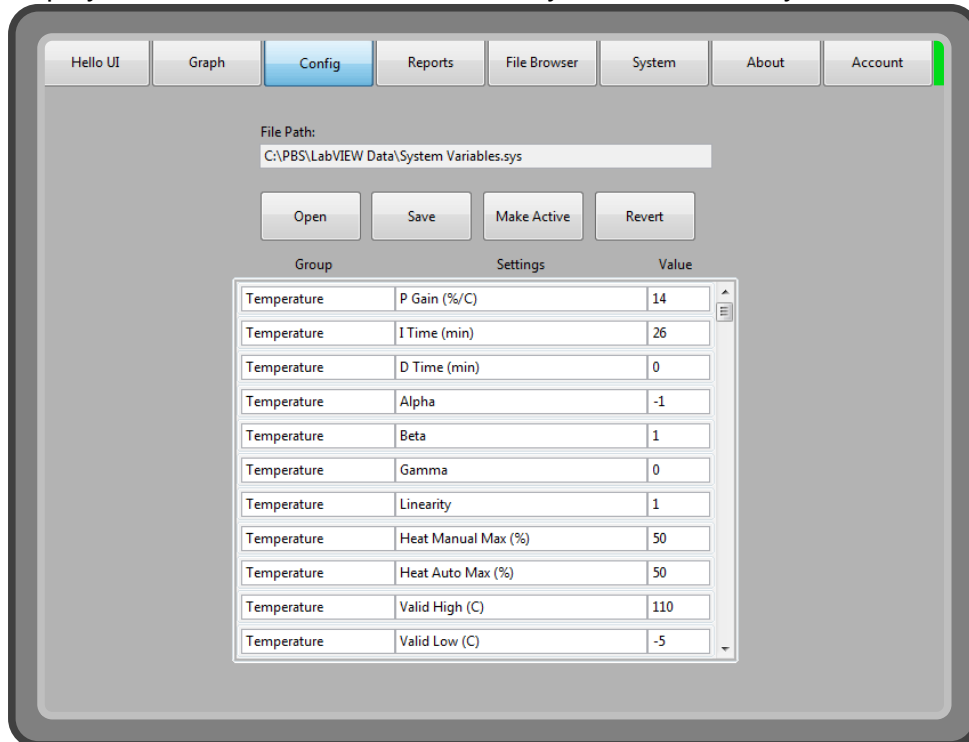 Hello UI Graph Config Reports File Browser System About Account
File Path:
C:\PBS\LabVIEW Data\System Variables.sys
Open Save Make Active Revert
Group Settings Value
Temperature P Gain (%/C) 14
Temperature I Time (min) 26
Temperature D Time (min) 0
Temperature Alpha -1
Temperature Beta 1
Temperature Gamma 0
Temperature Linearity 1
Temperature Heat Manual Max (%) 50
Temperature Heat Auto Max (%) 50
Temperature Valid High (C) 110
Temperature Valid Low (C) -5